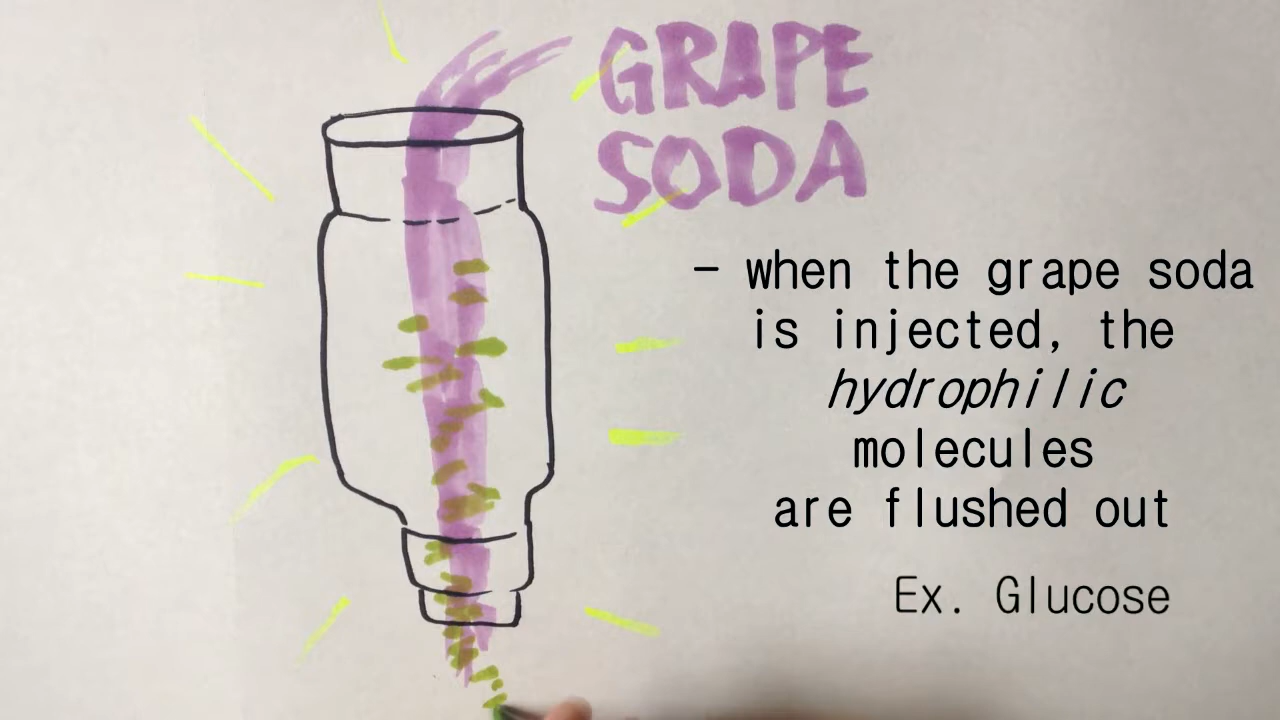 GRAPE
SODA
- when the grape soda
is injected, the
hydrophilic
molecules
are flushed out
Ex. Glucose